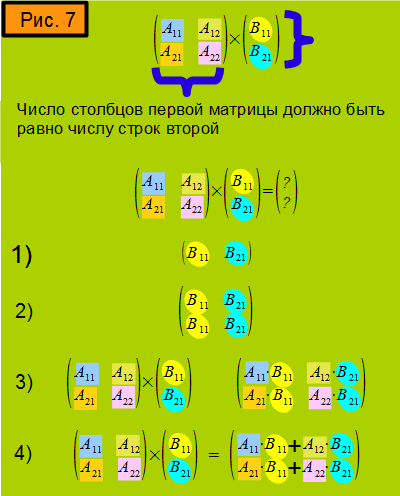 Рис. 7
(A11 A12) × (B11)
(A21 A22) (B21)
Число столбцов первой матрицы должно быть
равно числу строк второй
(A11 A12) × (B11) = (?)
(A21 A22) (B21) (?)
1) (B11 B21)
2) (B11 B21)
(B11 B21)
3) (A11 A12) × (B11) (A11·B11 A12·B21)
(A21 A22) (B21) (A21·B11 A22·B21)
4) (A11 A12) × (B11) = (A11·B11+A12·B21)
(A21 A22) (B21) (A21·B11+A22·B21)